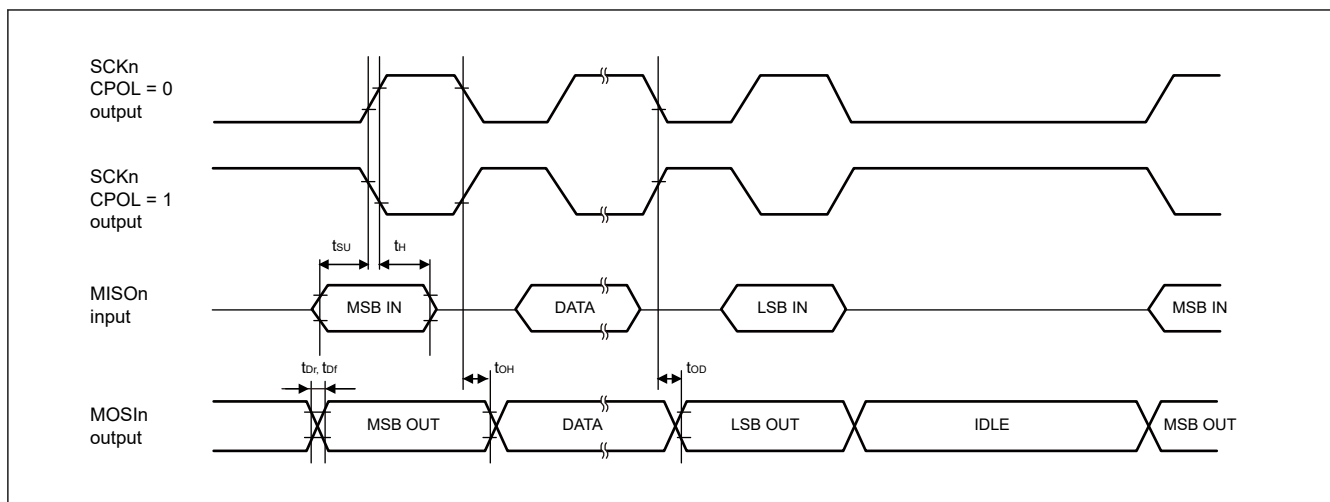 SCKn
CPOL = 0
output
SCKn
CPOL = 1
output
tSU
tH
MISOn
input
MSB IN
DATA
LSB IN
MSB IN
tDr, tDf
tOH
tOD
MOSIn
output
MSB OUT
DATA
LSB OUT
IDLE
MSB OUT